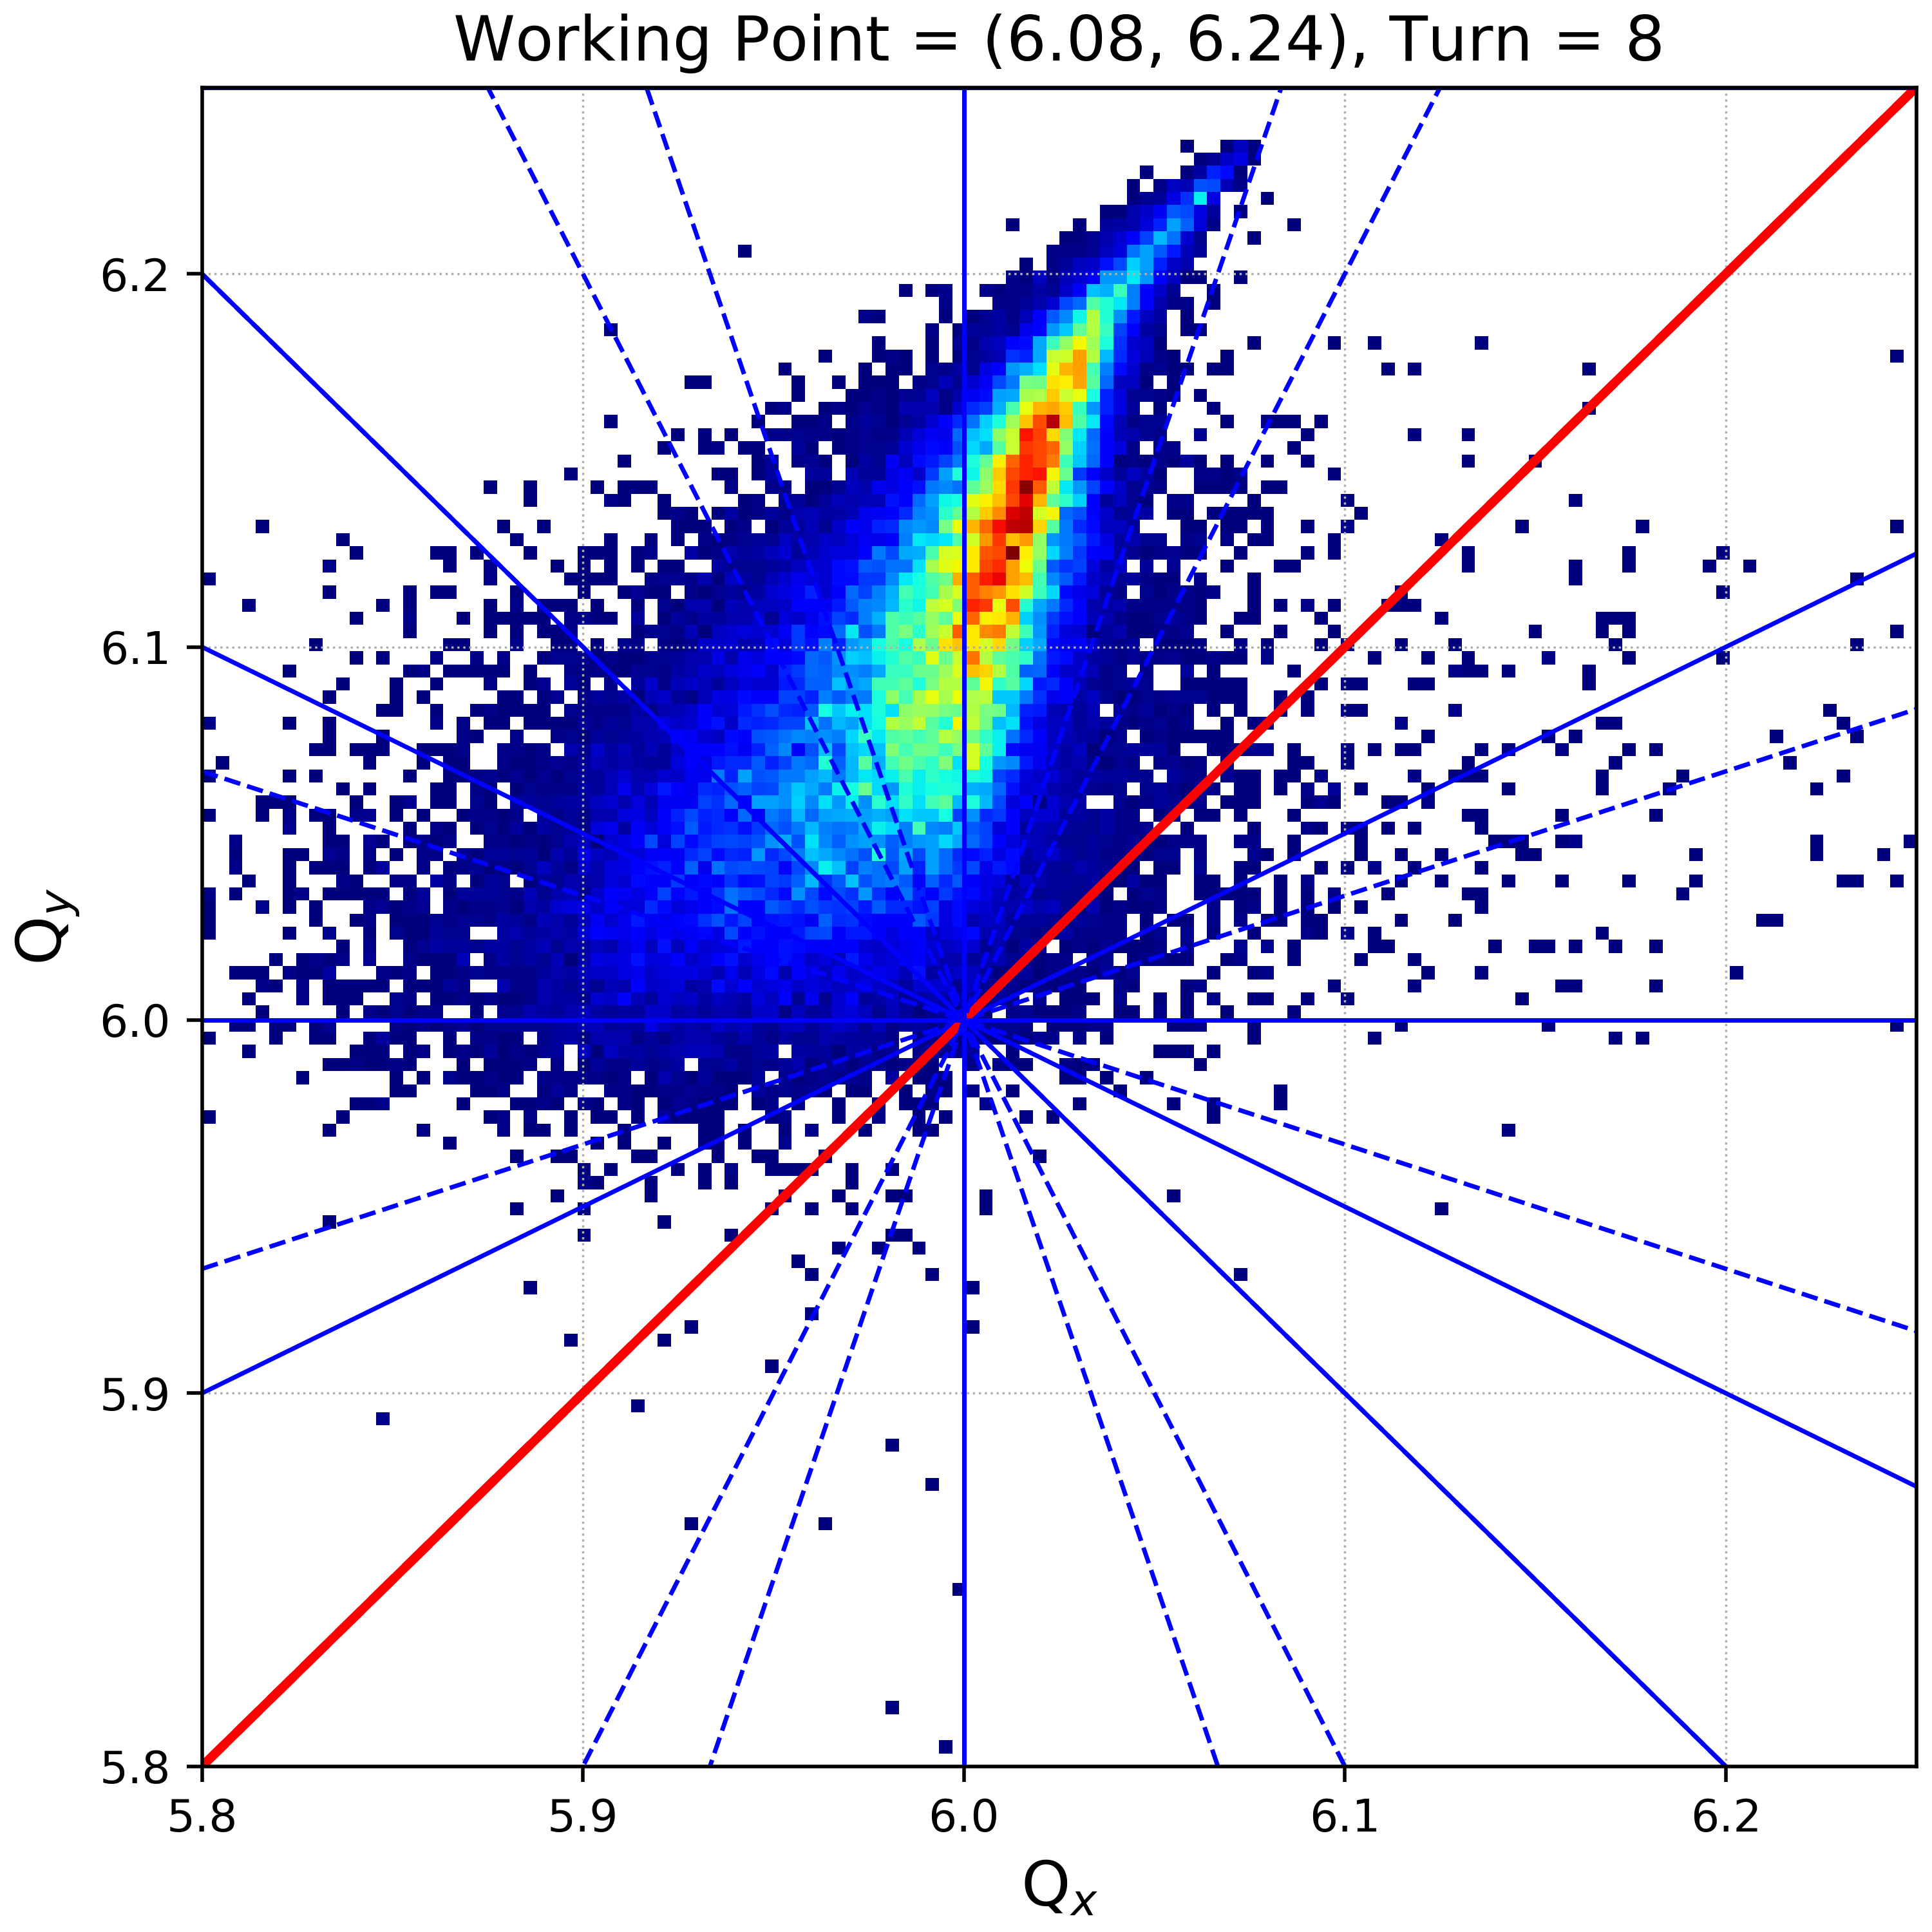 Working Point = (6.08, 6.24), Turn = 8
6.2
6.1
6.0
5.9
5.8
Qy
5.8 5.9 6.0 6.1 6.2
Qx